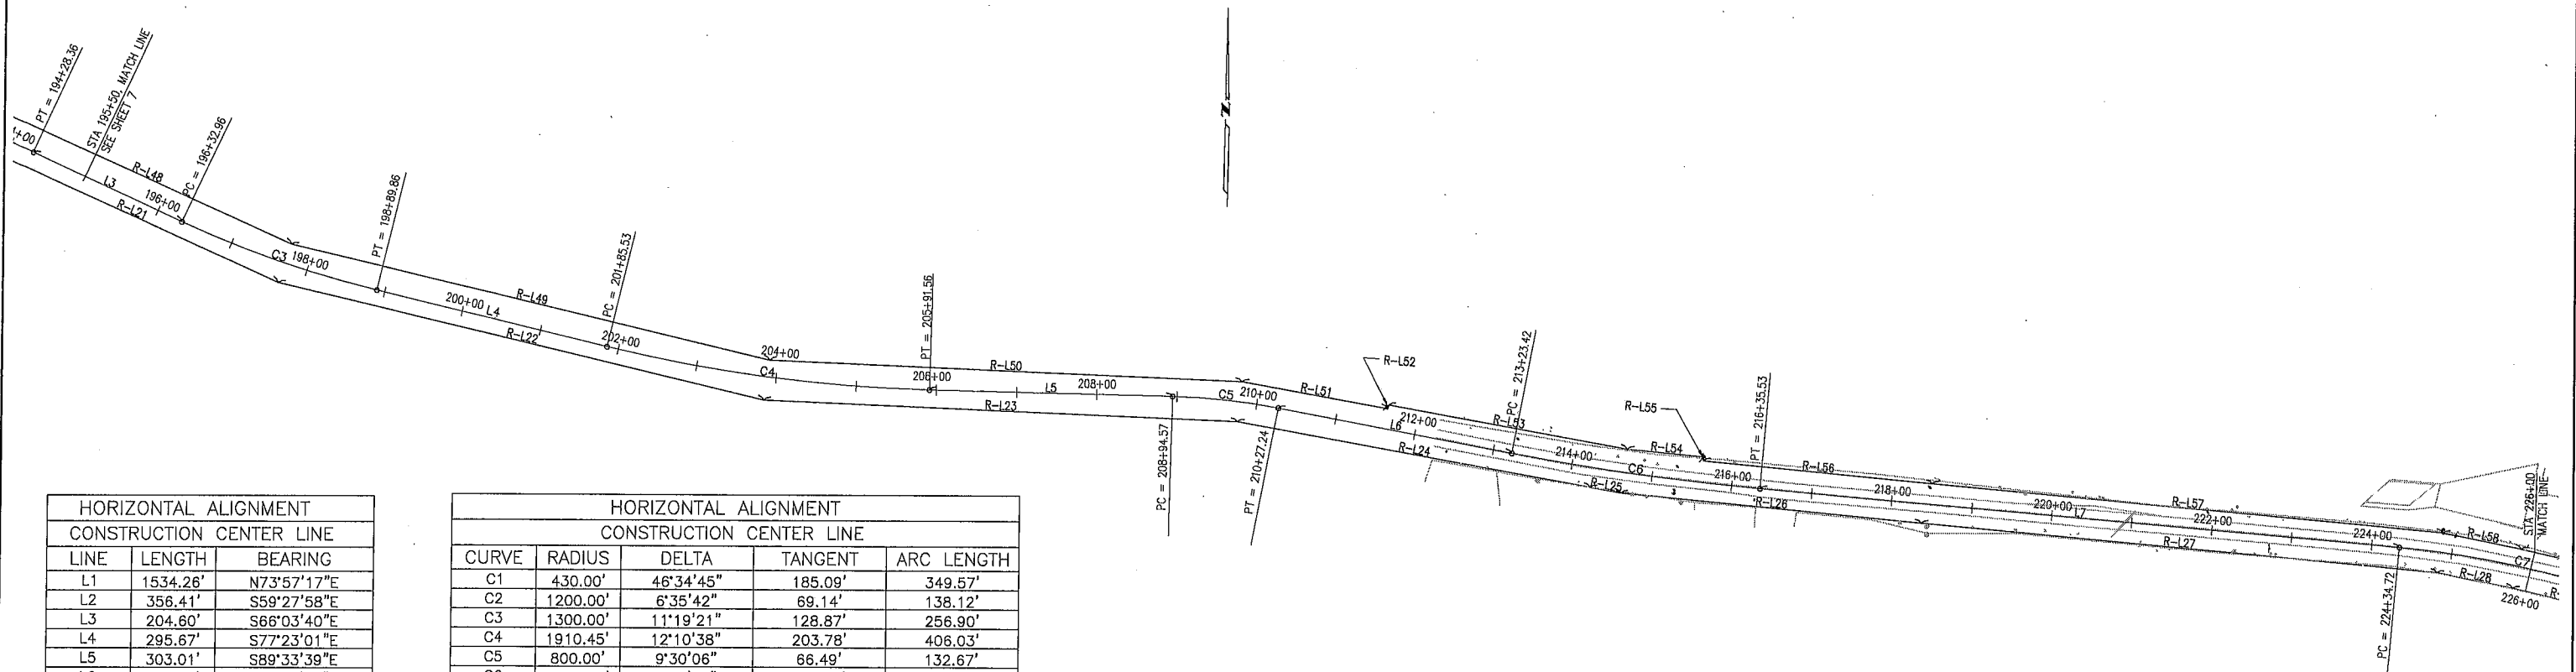 PT = 194+28.36
STA 195+50, MATCH LINE
SEE SHEET 7
PC = 196+32.96
PT = 198+89.86
PC = 201+85.53
PT = 205+91.56
PC = 208+94.57
PT = 210+27.24
PC = 213+23.42
PT = 216+35.53
PC = 224+34.72
STA 226+00
MATCH LINE
N
+00
R-L48
L3
196+00
R-L21
C3
198+00
R-L49
200+00
L4
R-L22
202+00
204+00
C4
206+00
R-L50
L5
208+00
R-L23
C5
210+00
R-L51
R-L52
212+00
L6
R-L53
R-L24
214+00
R-L54
R-L55
C6
R-L25
216+00
R-L56
R-L26
218+00
220+00
L7
R-L57
222+00
R-L27
224+00
R-L58
C7
R-L28
226+00
R-
HORIZONTAL ALIGNMENT
CONSTRUCTION CENTER LINE
LINE LENGTH BEARING
L1 1534.26' N73°57'17"E
L2 356.41' S59°27'58"E
L3 204.60' S66°03'40"E
L4 295.67' S77°23'01"E
L5 303.01' S89°33'39"E
HORIZONTAL ALIGNMENT
CONSTRUCTION CENTER LINE
CURVE RADIUS DELTA TANGENT ARC LENGTH
C1 430.00' 46°34'45" 185.09' 349.57'
C2 1200.00' 6°35'42" 69.14' 138.12'
C3 1300.00' 11°19'21" 128.87' 256.90'
C4 1910.45' 12°10'38" 203.78' 406.03'
C5 800.00' 9°30'06" 66.49' 132.67'